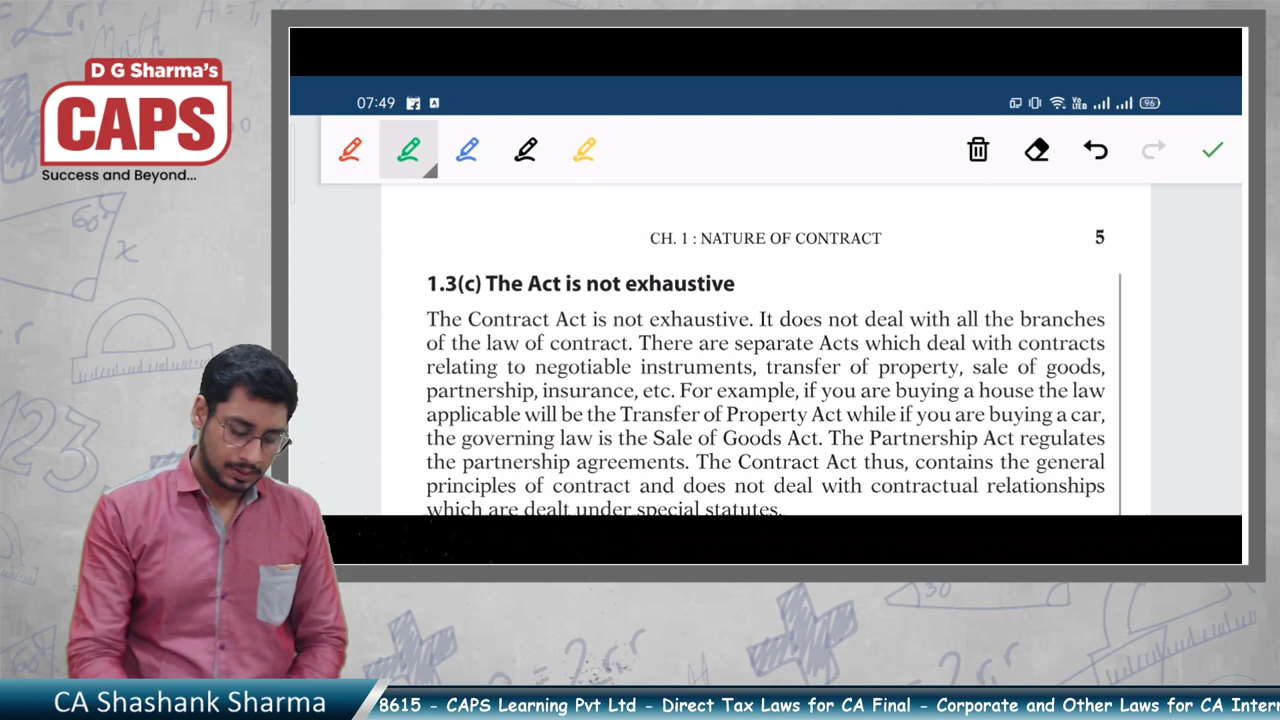 D G Sharma's
CAPS
Success and Beyond...
07:49
96
CH. 1 : NATURE OF CONTRACT
5
1.3(c) The Act is not exhaustive
The Contract Act is not exhaustive. It does not deal with all the branches
of the law of contract. There are separate Acts which deal with contracts
relating to negotiable instruments, transfer of property, sale of goods,
partnership, insurance, etc. For example, if you are buying a house the law
applicable will be the Transfer of Property Act while if you are buying a car,
the governing law is the Sale of Goods Act. The Partnership Act regulates
the partnership agreements. The Contract Act thus, contains the general
principles of contract and does not deal with contractual relationships
which are dealt under special statutes.
CA Shashank Sharma
8615 - CAPS Learning Pvt Ltd - Direct Tax Laws for CA Final - Corporate and Other Laws for CA Inter